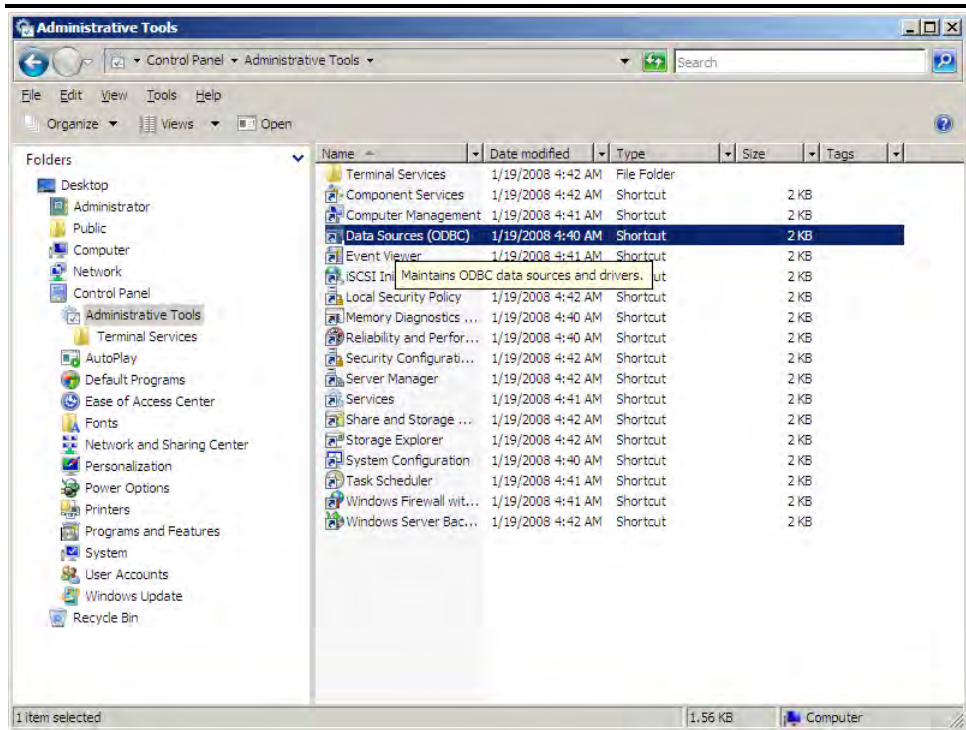 Administrative Tools
Control Panel Administrative Tools Search
File Edit View Tools Help
Organize Views Open
Folders
Desktop
Administrator
Public
Computer
Network
Control Panel
Administrative Tools
Terminal Services
AutoPlay
Default Programs
Ease of Access Center
Fonts
Network and Sharing Center
Personalization
Power Options
Printers
Programs and Features
System
User Accounts
Windows Update
Recycle Bin
Name Date modified Type Size Tags
Terminal Services 1/19/2008 4:42 AM File Folder
Component Services 1/19/2008 4:42 AM Shortcut 2 KB
Computer Management 1/19/2008 4:41 AM Shortcut 2 KB
Data Sources (ODBC) 1/19/2008 4:40 AM Shortcut 2 KB
Event Viewer 1/19/2008 4:41 AM Shortcut 2 KB
iSCSI Ini ut 2 KB
Maintains ODBC data sources and drivers.
Local Security Policy 1/19/2008 4:42 AM Shortcut 2 KB
Memory Diagnostics ... 1/19/2008 4:40 AM Shortcut 2 KB
Reliability and Perfor... 1/19/2008 4:40 AM Shortcut 2 KB
Security Configurati... 1/19/2008 4:42 AM Shortcut 2 KB
Server Manager 1/19/2008 4:42 AM Shortcut 2 KB
Services 1/19/2008 4:41 AM Shortcut 2 KB
Share and Storage ... 1/19/2008 4:42 AM Shortcut 2 KB
Storage Explorer 1/19/2008 4:42 AM Shortcut 2 KB
System Configuration 1/19/2008 4:40 AM Shortcut 2 KB
Task Scheduler 1/19/2008 4:41 AM Shortcut 2 KB
Windows Firewall wit... 1/19/2008 4:41 AM Shortcut 2 KB
Windows Server Bac... 1/19/2008 4:42 AM Shortcut 2 KB
1 item selected 1.56 KB Computer